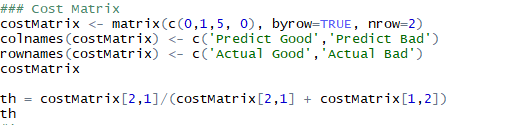 ### Cost Matrix
costMatrix <- matrix(c(0,1,5, 0), byrow=TRUE, nrow=2)
colnames(costMatrix) <- c('Predict Good','Predict Bad')
rownames(costMatrix) <- c('Actual Good','Actual Bad')
costMatrix
th = costMatrix[2,1]/(costMatrix[2,1] + costMatrix[1,2])
th